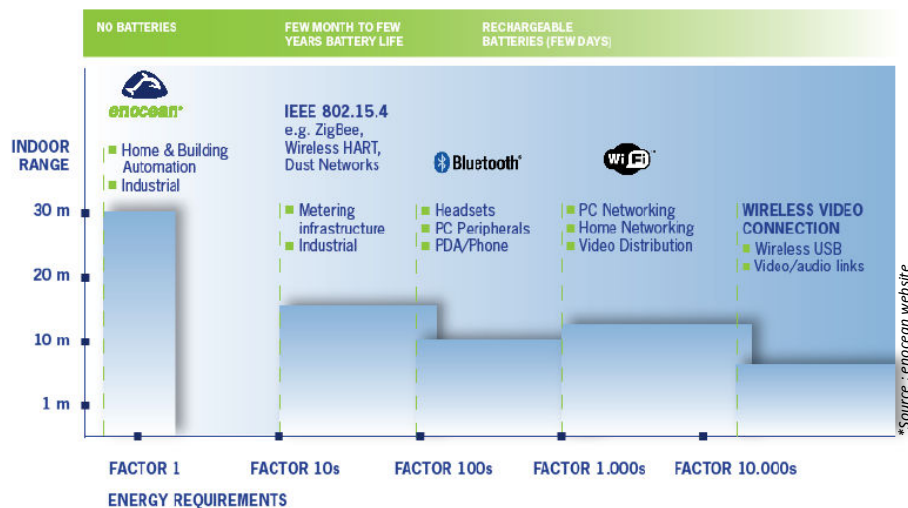 NO BATTERIES
FEW MONTH TO FEW
YEARS BATTERY LIFE
RECHARGEABLE
BATTERIES (FEW DAYS)
enocean®
IEEE 802.15.4
e.g. ZigBee,
Wireless HART,
Dust Networks
Bluetooth®
Wi Fi™
INDOOR
RANGE
Home & Building
Automation
Industrial
Metering
infrastructure
Industrial
Headsets
PC Peripherals
PDA/Phone
PC Networking
Home Networking
Video Distribution
WIRELESS VIDEO
CONNECTION
Wireless USB
Video/audio links
30 m
20 m
10 m
1 m
FACTOR 1
FACTOR 10s
FACTOR 100s
FACTOR 1.000s
FACTOR 10.000s
ENERGY REQUIREMENTS
*Source : enocean website